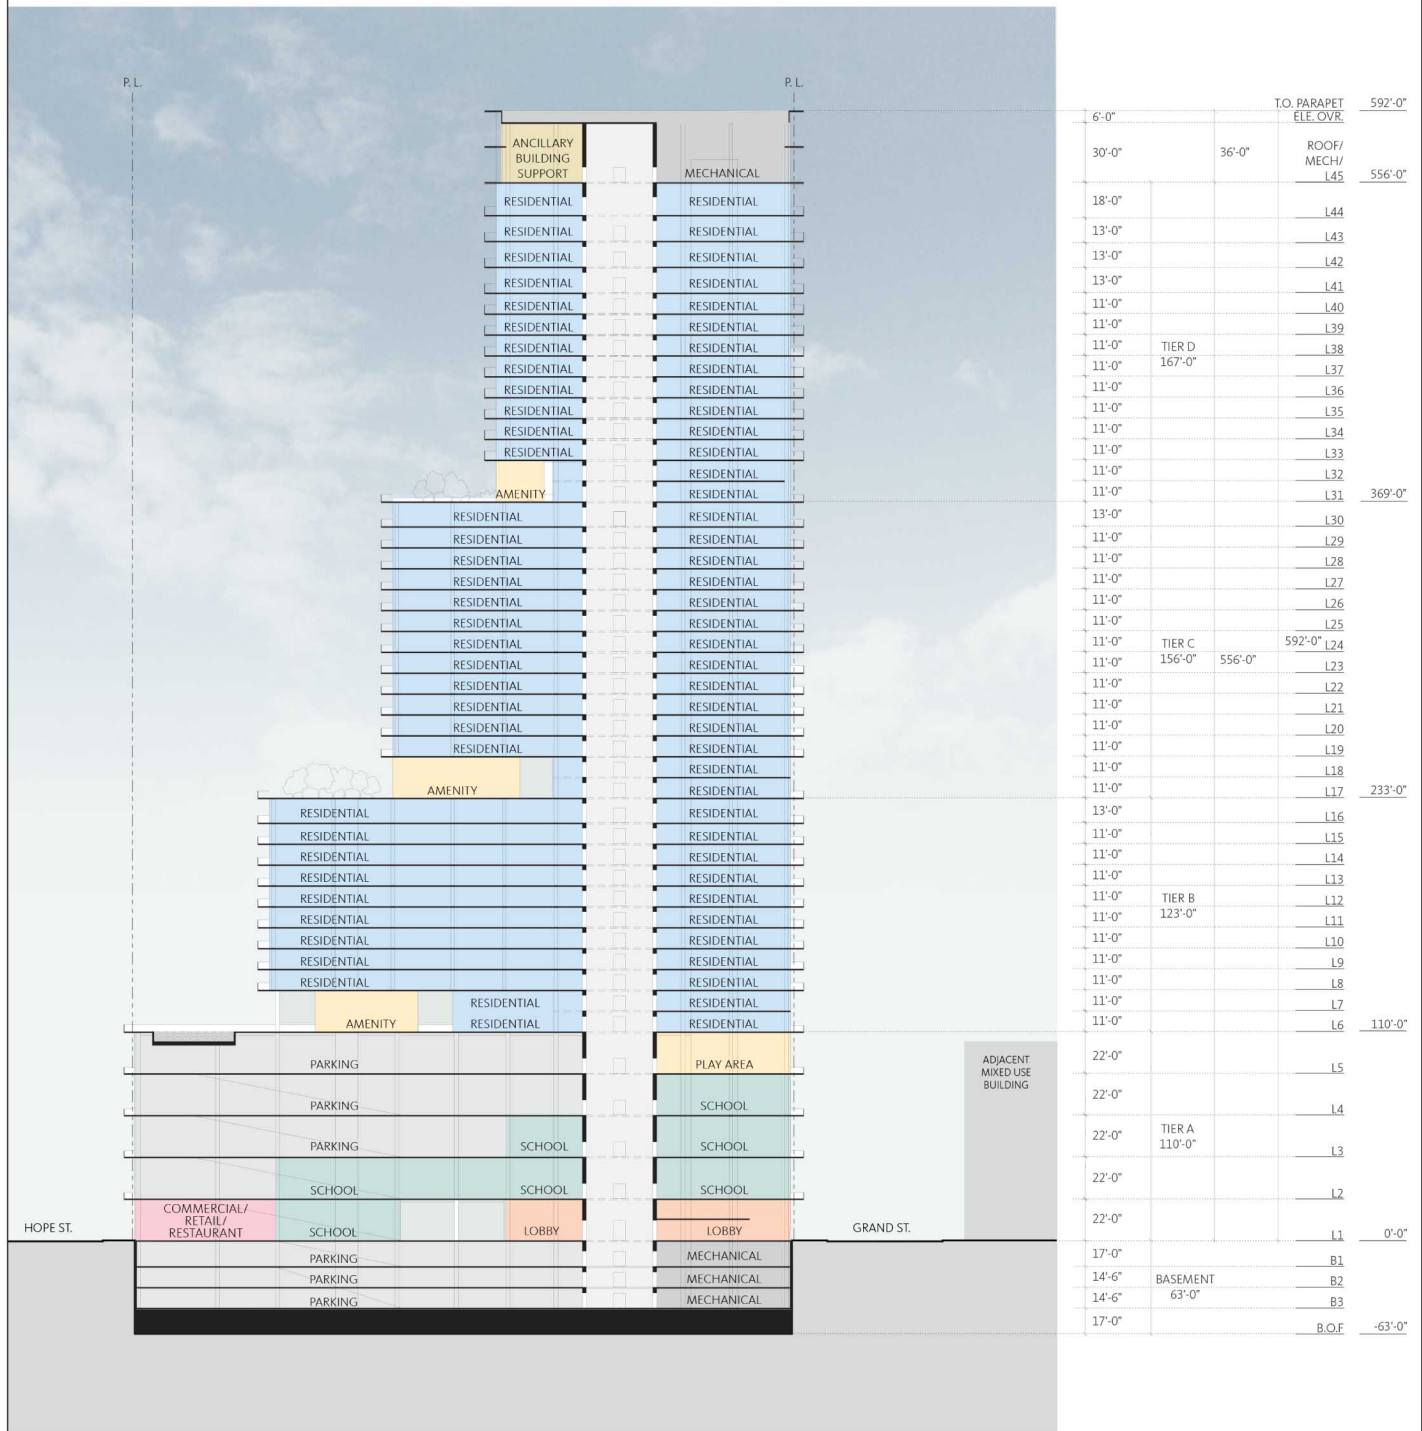 P. L.
P. L.
T.O. PARAPET 592'-0"
6'-0" ELE. OVR.
ANCILLARY
BUILDING
SUPPORT
MECHANICAL
30'-0" 36'-0" ROOF/
MECH/
L45 556'-0"
RESIDENTIAL RESIDENTIAL 18'-0" L44
RESIDENTIAL RESIDENTIAL 13'-0" L43
RESIDENTIAL RESIDENTIAL 13'-0" L42
RESIDENTIAL RESIDENTIAL 13'-0" L41
RESIDENTIAL RESIDENTIAL 11'-0" L40
RESIDENTIAL RESIDENTIAL 11'-0" L39
RESIDENTIAL RESIDENTIAL 11'-0" TIER D L38
RESIDENTIAL RESIDENTIAL 11'-0" 167'-0" L37
RESIDENTIAL RESIDENTIAL 11'-0" L36
RESIDENTIAL RESIDENTIAL 11'-0" L35
RESIDENTIAL RESIDENTIAL 11'-0" L34
RESIDENTIAL RESIDENTIAL 11'-0" L33
RESIDENTIAL 11'-0" L32
AMENITY RESIDENTIAL 11'-0" L31 369'-0"
RESIDENTIAL RESIDENTIAL 13'-0" L30
RESIDENTIAL RESIDENTIAL 11'-0" L29
RESIDENTIAL RESIDENTIAL 11'-0" L28
RESIDENTIAL RESIDENTIAL 11'-0" L27
RESIDENTIAL RESIDENTIAL 11'-0" L26
RESIDENTIAL RESIDENTIAL 11'-0" L25
RESIDENTIAL RESIDENTIAL 11'-0" TIER C 592'-0" L24
RESIDENTIAL RESIDENTIAL 11'-0" 156'-0" 556'-0" L23
RESIDENTIAL RESIDENTIAL 11'-0" L22
RESIDENTIAL RESIDENTIAL 11'-0" L21
RESIDENTIAL RESIDENTIAL 11'-0" L20
RESIDENTIAL RESIDENTIAL 11'-0" L19
RESIDENTIAL 11'-0" L18
AMENITY RESIDENTIAL 11'-0" L17 233'-0"
RESIDENTIAL RESIDENTIAL 13'-0" L16
RESIDENTIAL RESIDENTIAL 11'-0" L15
RESIDENTIAL RESIDENTIAL 11'-0" L14
RESIDENTIAL RESIDENTIAL 11'-0" L13
RESIDENTIAL RESIDENTIAL 11'-0" TIER B L12
RESIDENTIAL RESIDENTIAL 11'-0" 123'-0" L11
RESIDENTIAL RESIDENTIAL 11'-0" L10
RESIDENTIAL RESIDENTIAL 11'-0" L9
RESIDENTIAL RESIDENTIAL 11'-0" L8
RESIDENTIAL RESIDENTIAL 11'-0" L7
AMENITY RESIDENTIAL RESIDENTIAL 11'-0" L6 110'-0"
PARKING PLAY AREA 22'-0" L5
ADJACENT
MIXED USE
BUILDING
PARKING SCHOOL 22'-0" L4
PARKING SCHOOL SCHOOL 22'-0" TIER A
110'-0" L3
SCHOOL SCHOOL SCHOOL 22'-0" L2
COMMERCIAL/
RETAIL/
RESTAURANT
HOPE ST. SCHOOL LOBBY LOBBY GRAND ST. 22'-0" L1 0'-0"
PARKING MECHANICAL 17'-0" B1
PARKING MECHANICAL 14'-6" BASEMENT B2
PARKING MECHANICAL 14'-6" 63'-0" B3
17'-0" B.O.F -63'-0"